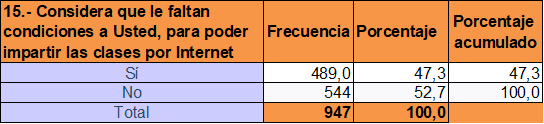 15.- Considera que le faltan condiciones a Usted, para poder impartir las clases por Internet Frecuencia Porcentaje Porcentaje acumulado
Sí 489,0 47,3 47,3
No 544 52,7 100,0
Total 947 100,0